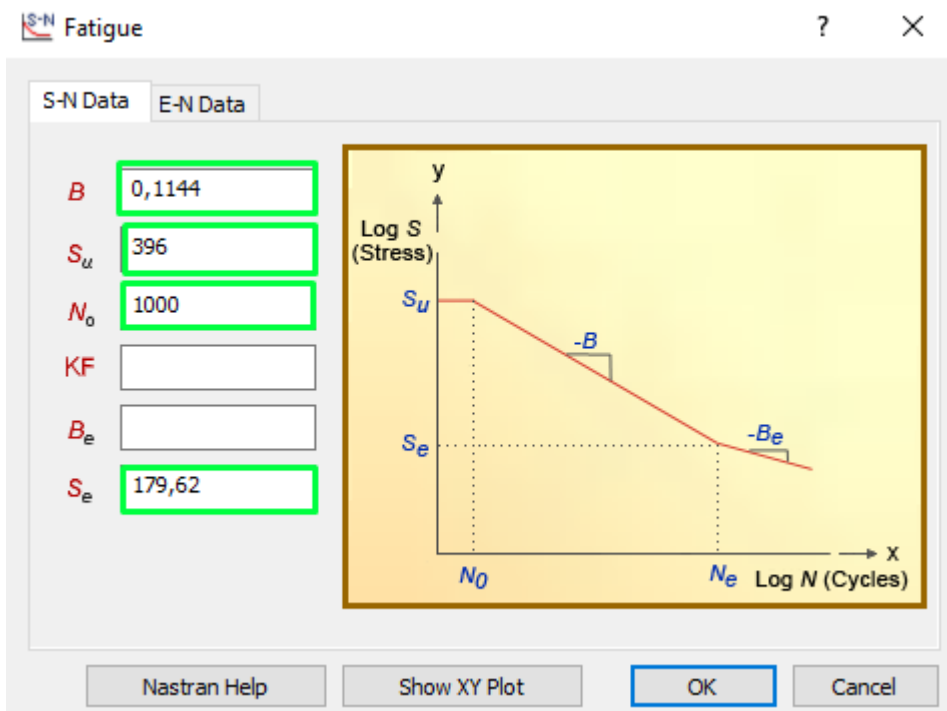 S-N Fatigue ? ×
S-N Data E-N Data
B 0,1144
Su 396
No 1000
KF
Be
Se 179,62
y
Log S
(Stress)
Su
-B
Se
-Be
x
N0 Ne Log N (Cycles)
Nastran Help Show XY Plot OK Cancel